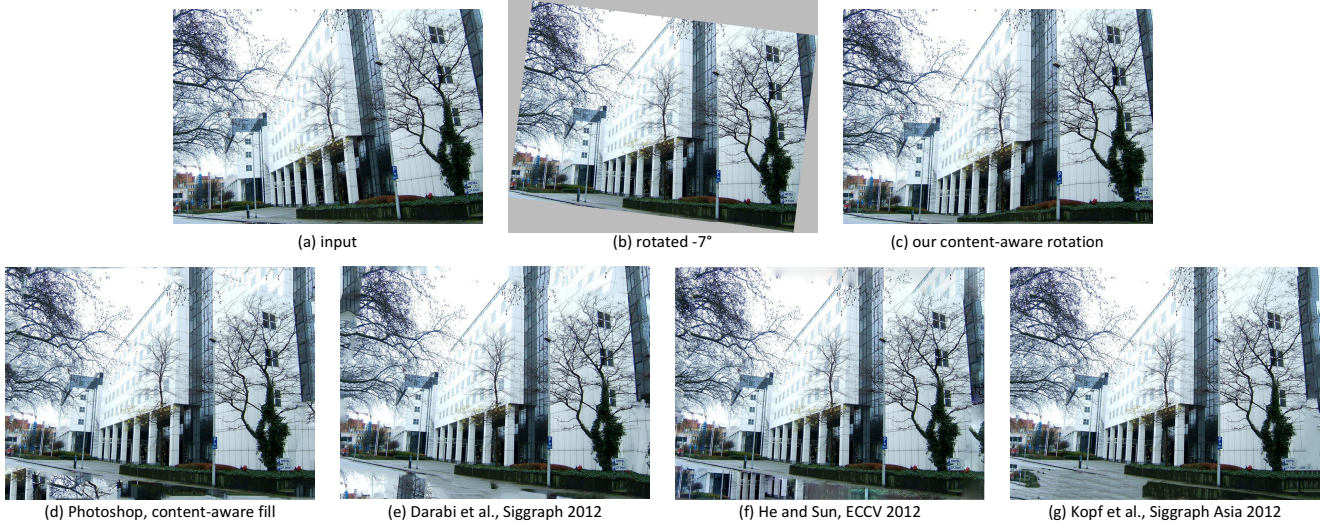 (a) input
(b) rotated -7°
(c) our content-aware rotation
(d) Photoshop, content-aware fill
(e) Darabi et al., Siggraph 2012
(f) He and Sun, ECCV 2012
(g) Kopf et al., Siggraph Asia 2012